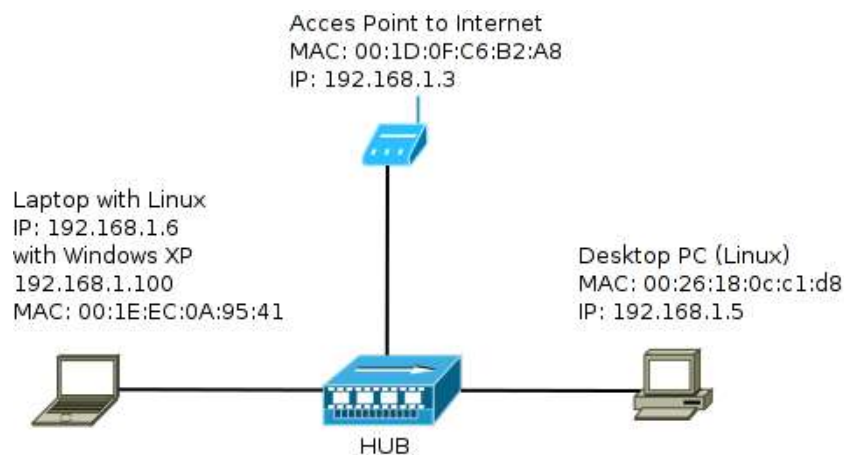 Acces Point to Internet
MAC: 00:1D:0F:C6:B2:A8
IP: 192.168.1.3
Laptop with Linux
IP: 192.168.1.6
with Windows XP
192.168.1.100
MAC: 00:1E:EC:0A:95:41
Desktop PC (Linux)
MAC: 00:26:18:0c:c1:d8
IP: 192.168.1.5
HUB